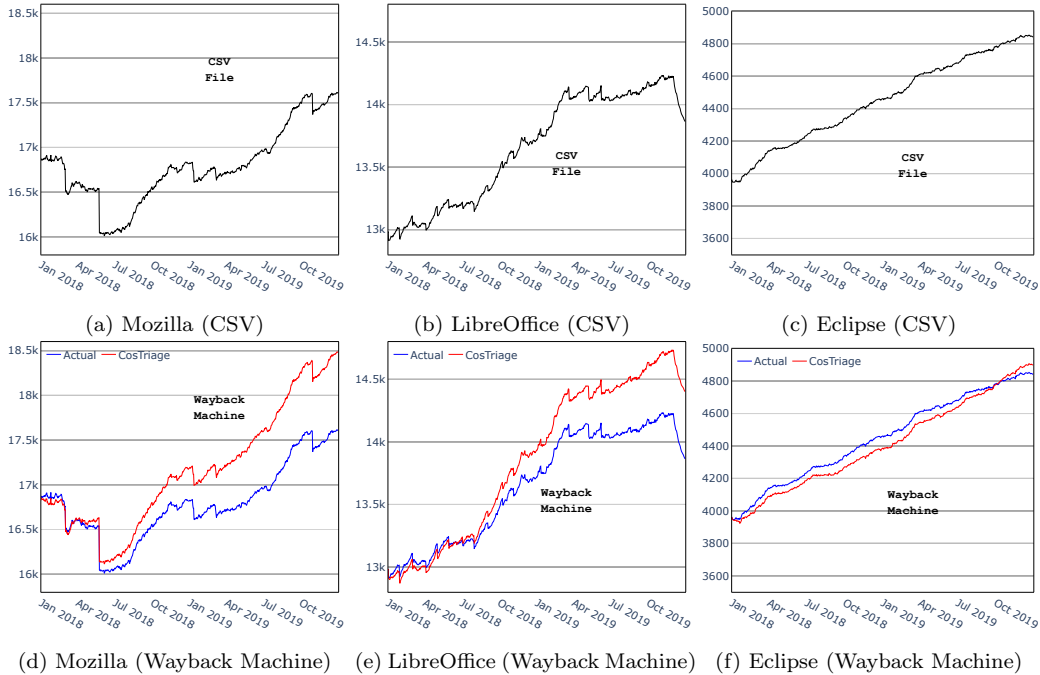 18.5k
18k
17.5k
17k
16.5k
16k
CSV
File
Jan 2018
Apr 2018
Jul 2018
Oct 2018
Jan 2019
Apr 2019
Jul 2019
Oct 2019
(a) Mozilla (CSV)
14.5k
14k
13.5k
13k
CSV
File
Jan 2018
Apr 2018
Jul 2018
Oct 2018
Jan 2019
Apr 2019
Jul 2019
Oct 2019
(b) LibreOffice (CSV)
5000
4800
4600
4400
4200
4000
3800
3600
CSV
File
Jan 2018
Apr 2018
Jul 2018
Oct 2018
Jan 2019
Apr 2019
Jul 2019
Oct 2019
(c) Eclipse (CSV)
Actual CosTriage
18.5k
18k
17.5k
17k
16.5k
16k
Wayback
Machine
Jan 2018
Apr 2018
Jul 2018
Oct 2018
Jan 2019
Apr 2019
Jul 2019
Oct 2019
(d) Mozilla (Wayback Machine)
Actual CosTriage
14.5k
14k
13.5k
13k
Wayback
Machine
Jan 2018
Apr 2018
Jul 2018
Oct 2018
Jan 2019
Apr 2019
Jul 2019
Oct 2019
(e) LibreOffice (Wayback Machine)
Actual CosTriage
5000
4800
4600
4400
4200
4000
3800
3600
Wayback
Machine
Jan 2018
Apr 2018
Jul 2018
Oct 2018
Jan 2019
Apr 2019
Jul 2019
Oct 2019
(f) Eclipse (Wayback Machine)